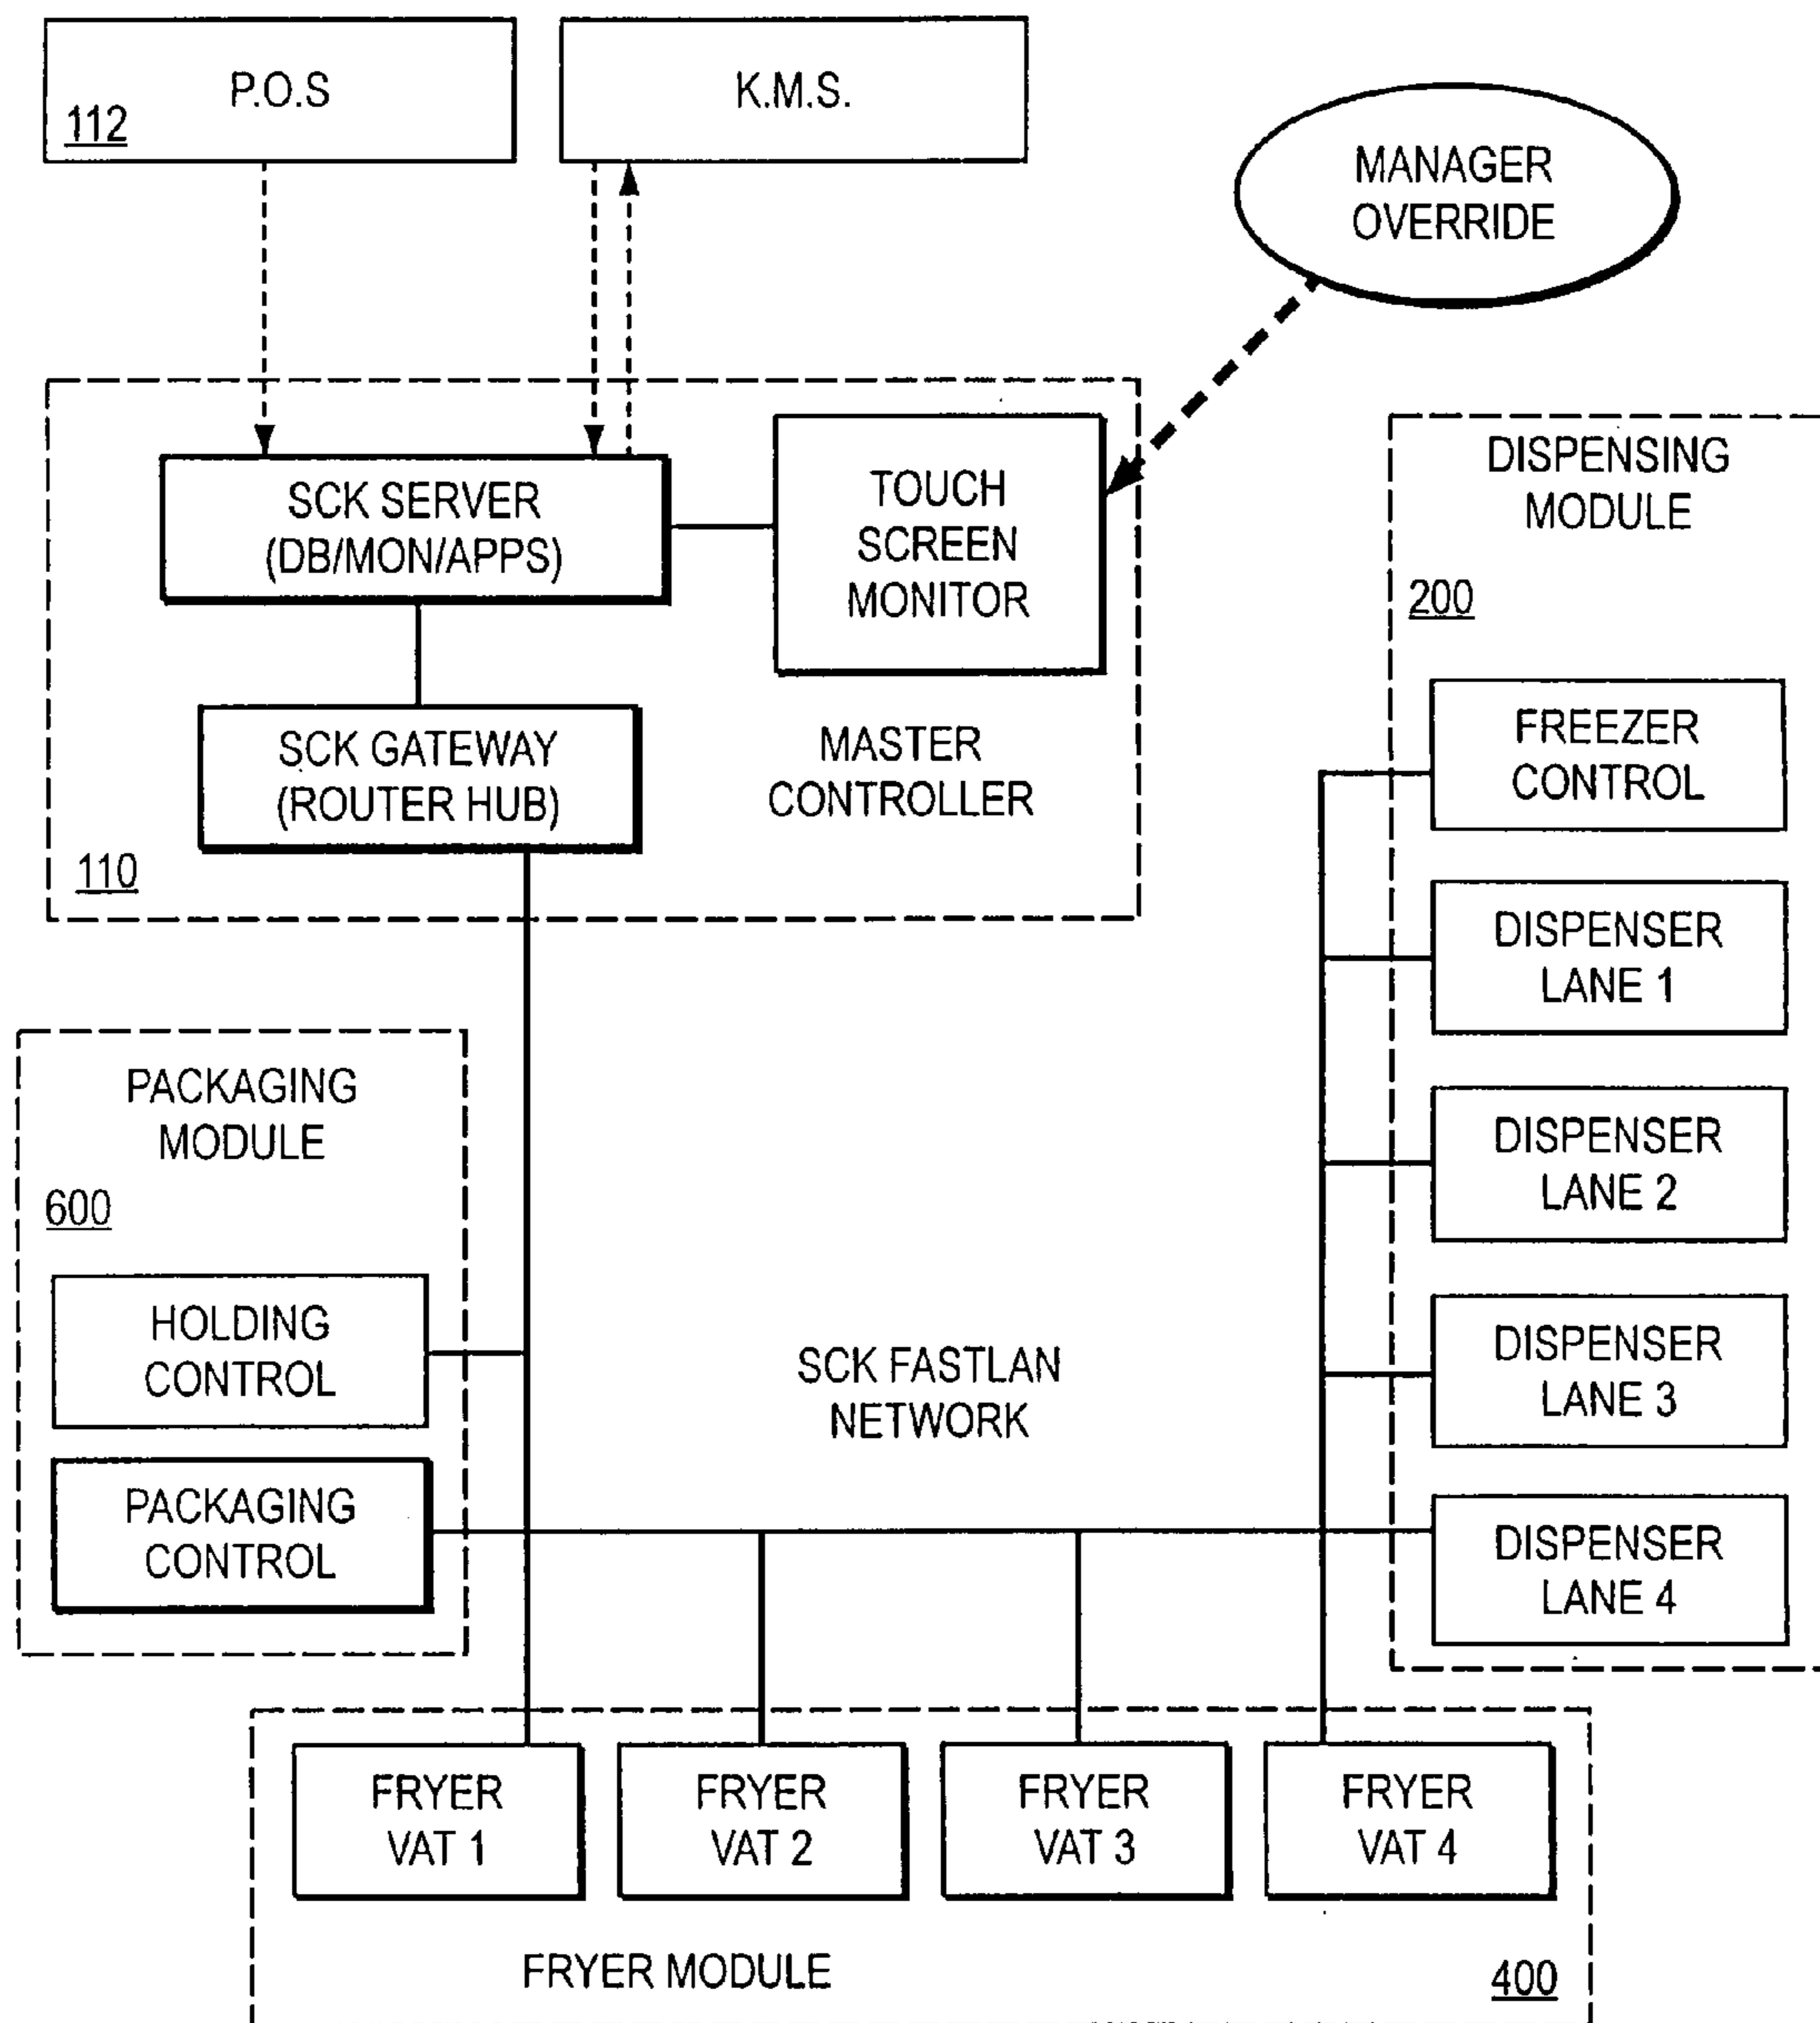 P.O.S
112
K.M.S.
MANAGER
OVERRIDE
SCK SERVER
(DB/MON/APPS)
TOUCH
SCREEN
MONITOR
SCK GATEWAY
(ROUTER HUB)
MASTER
CONTROLLER
110
DISPENSING
MODULE
200
FREEZER
CONTROL
DISPENSER
LANE 1
DISPENSER
LANE 2
DISPENSER
LANE 3
DISPENSER
LANE 4
PACKAGING
MODULE
600
HOLDING
CONTROL
PACKAGING
CONTROL
SCK FASTLAN
NETWORK
FRYER
VAT 1
FRYER
VAT 2
FRYER
VAT 3
FRYER
VAT 4
FRYER MODULE
400